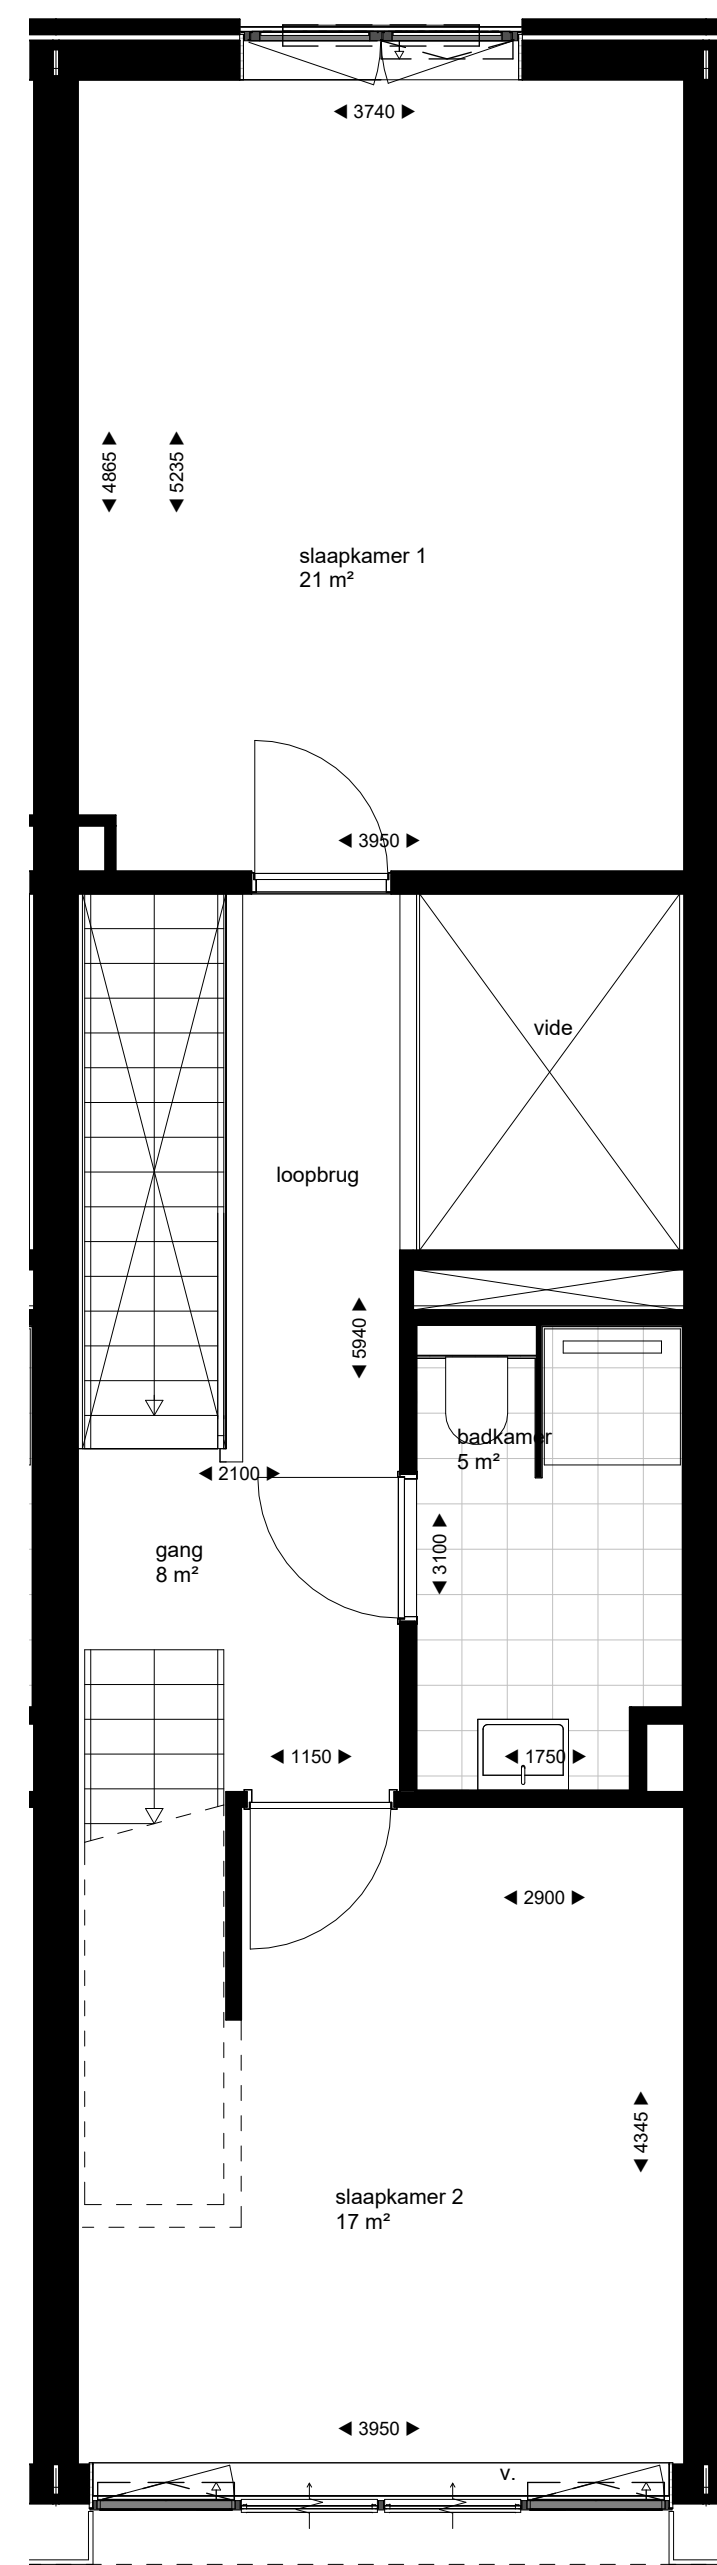 3740
4865
5235
slaapkamer 1
21 m²
3950
vide
loopbrug
5940
badkamer
5 m²
2100
3100
gang
8 m²
1150
1750
2900
4345
slaapkamer 2
17 m²
3950
v.